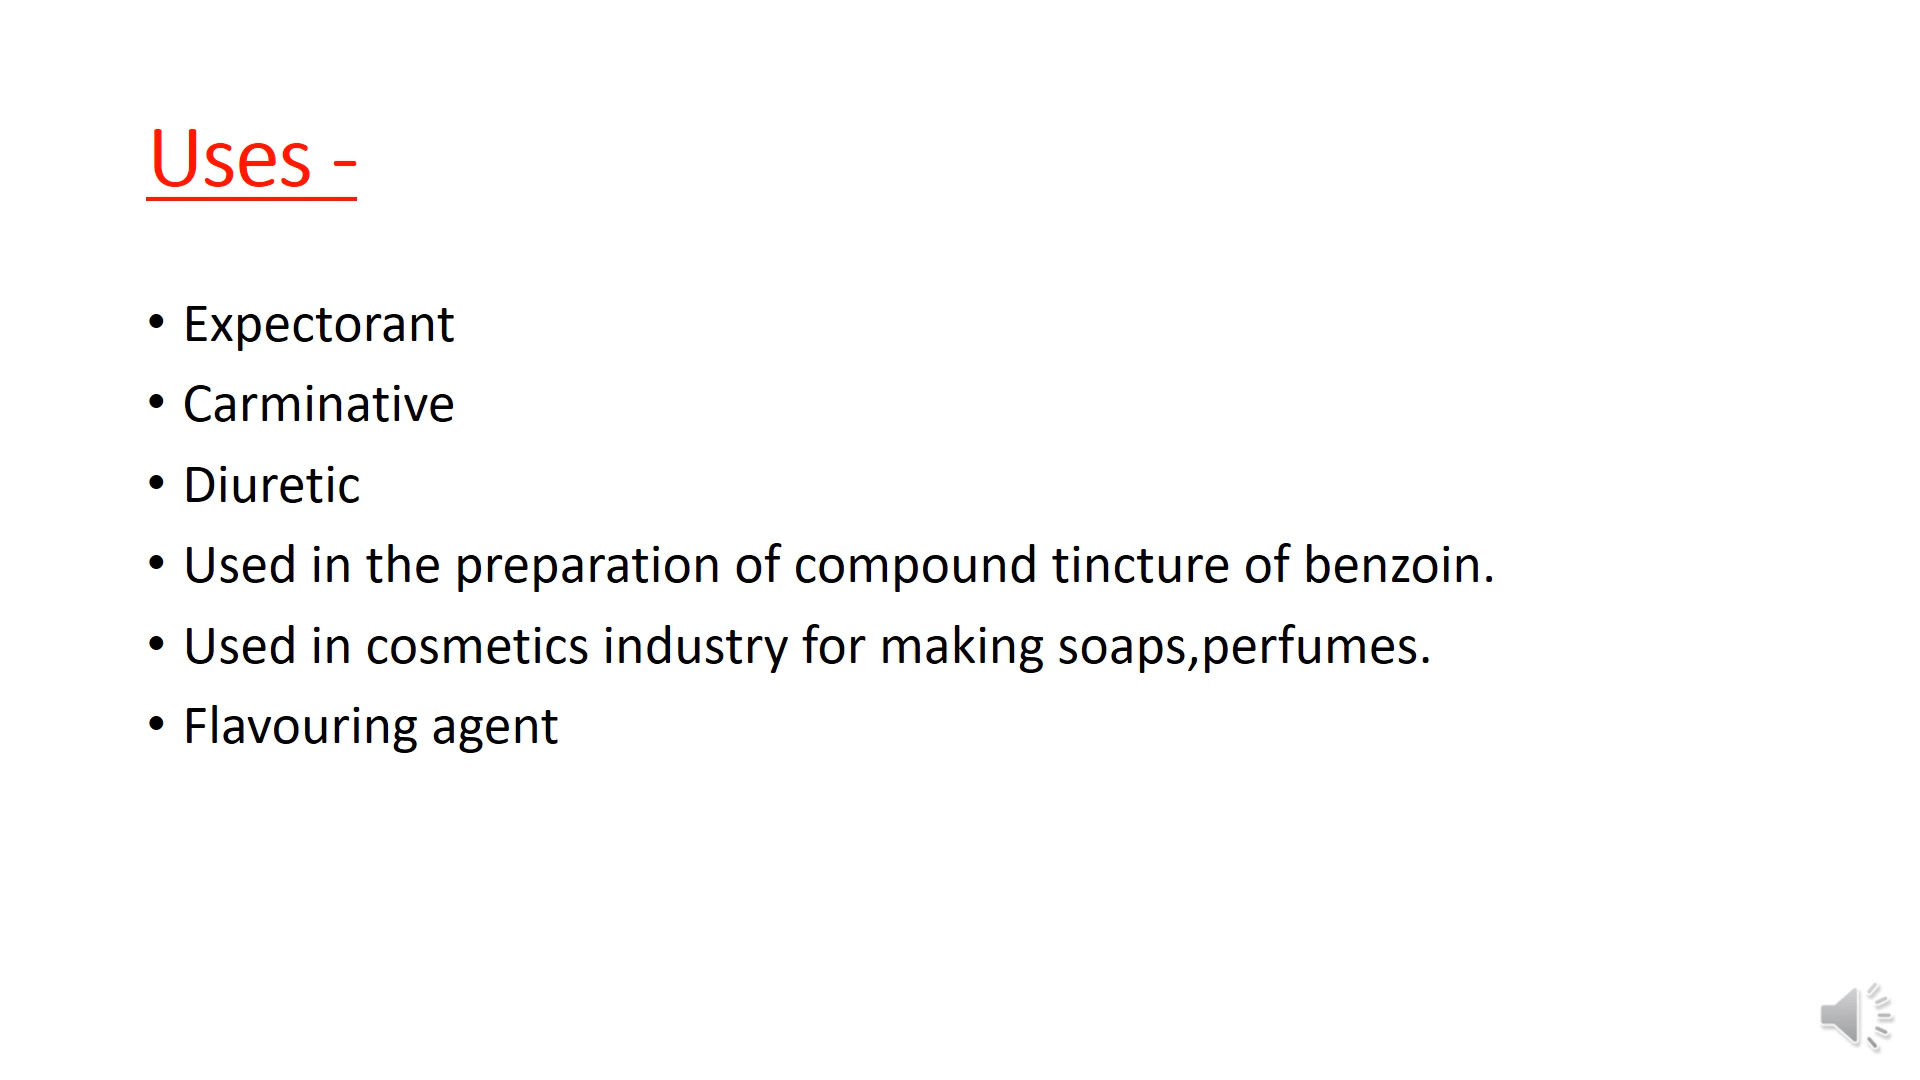 Uses -
• Expectorant
• Carminative
• Diuretic
• Used in the preparation of compound tincture of benzoin.
• Used in cosmetics industry for making soaps,perfumes.
• Flavouring agent